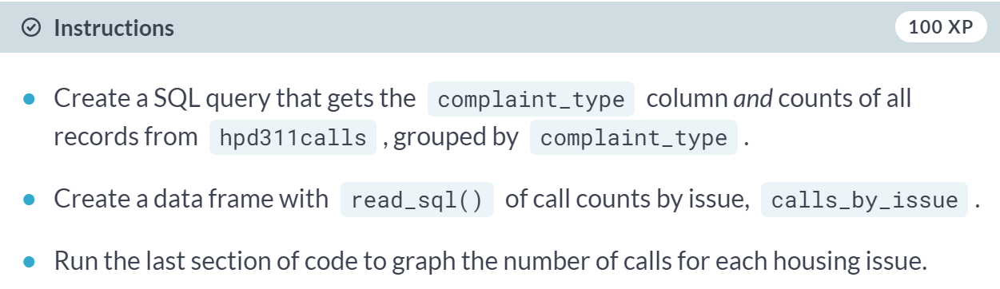 Instructions 100 XP
Create a SQL query that gets the complaint_type column and counts of all
records from hpd311calls , grouped by complaint_type .
Create a data frame with read_sql() of call counts by issue, calls_by_issue .
Run the last section of code to graph the number of calls for each housing issue.